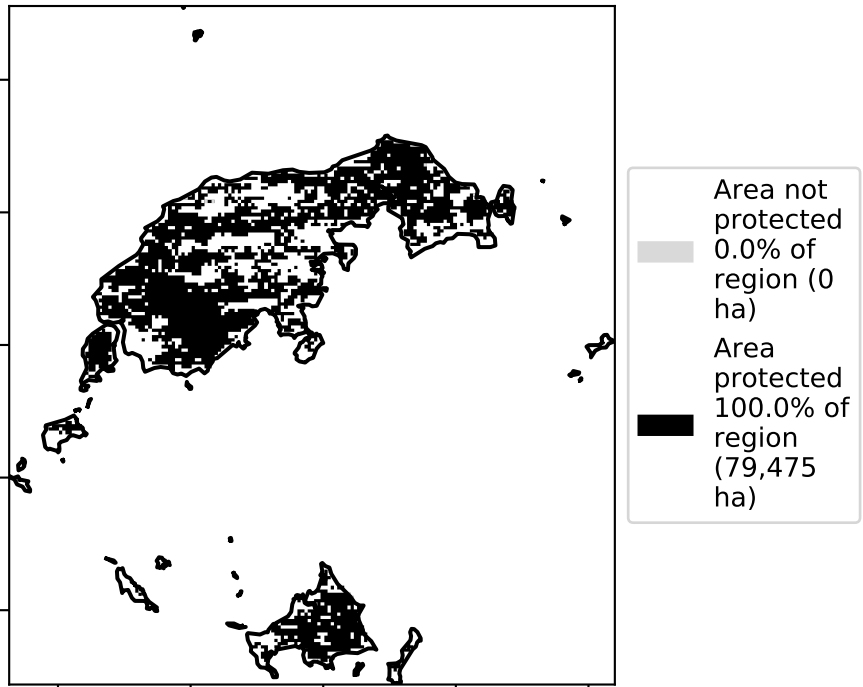 Area not
protected
0.0% of
region (0
ha)
Area
protected
100.0% of
region
(79,475
ha)